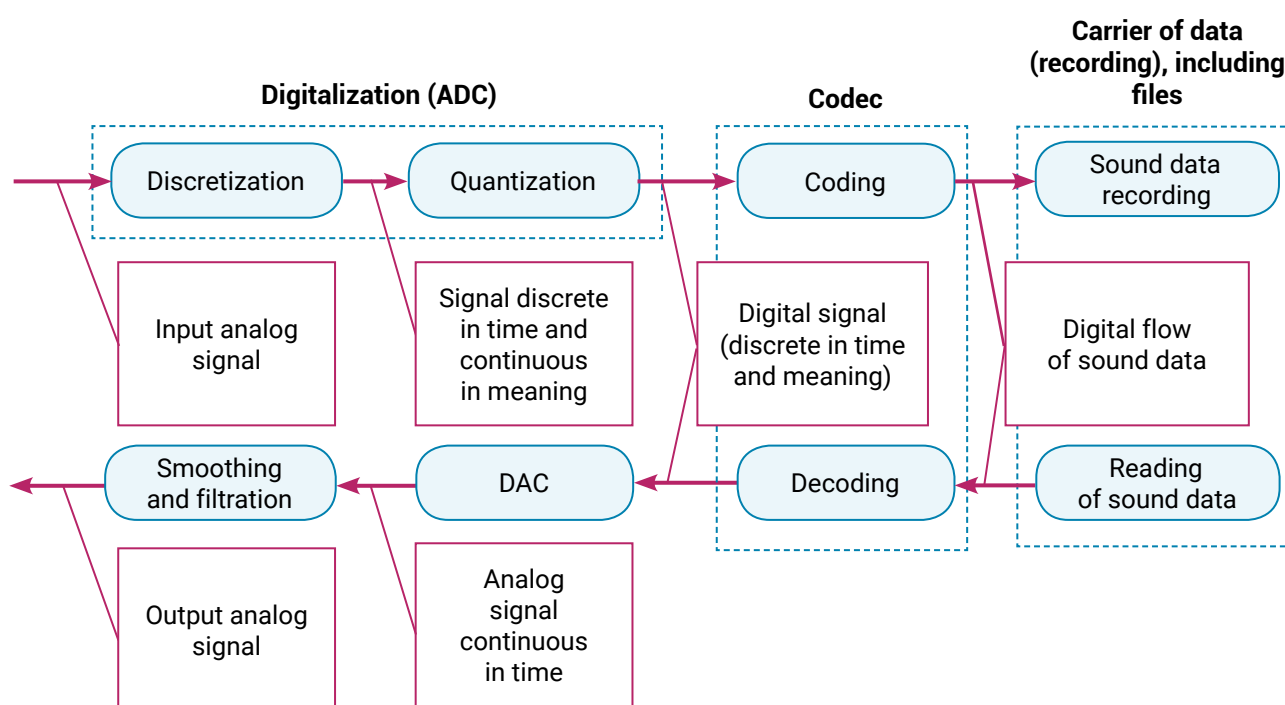 Carrier of data
(recording), including
files
Digitalization (ADC)
Codec
Discretization
Quantization
Coding
Sound data
recording
Input analog
signal
Signal discrete
in time and
continuous
in meaning
Digital signal
(discrete in time
and meaning)
Digital flow
of sound data
Smoothing
and filtration
DAC
Decoding
Reading
of sound data
Output analog
signal
Analog
signal
continuous
in time